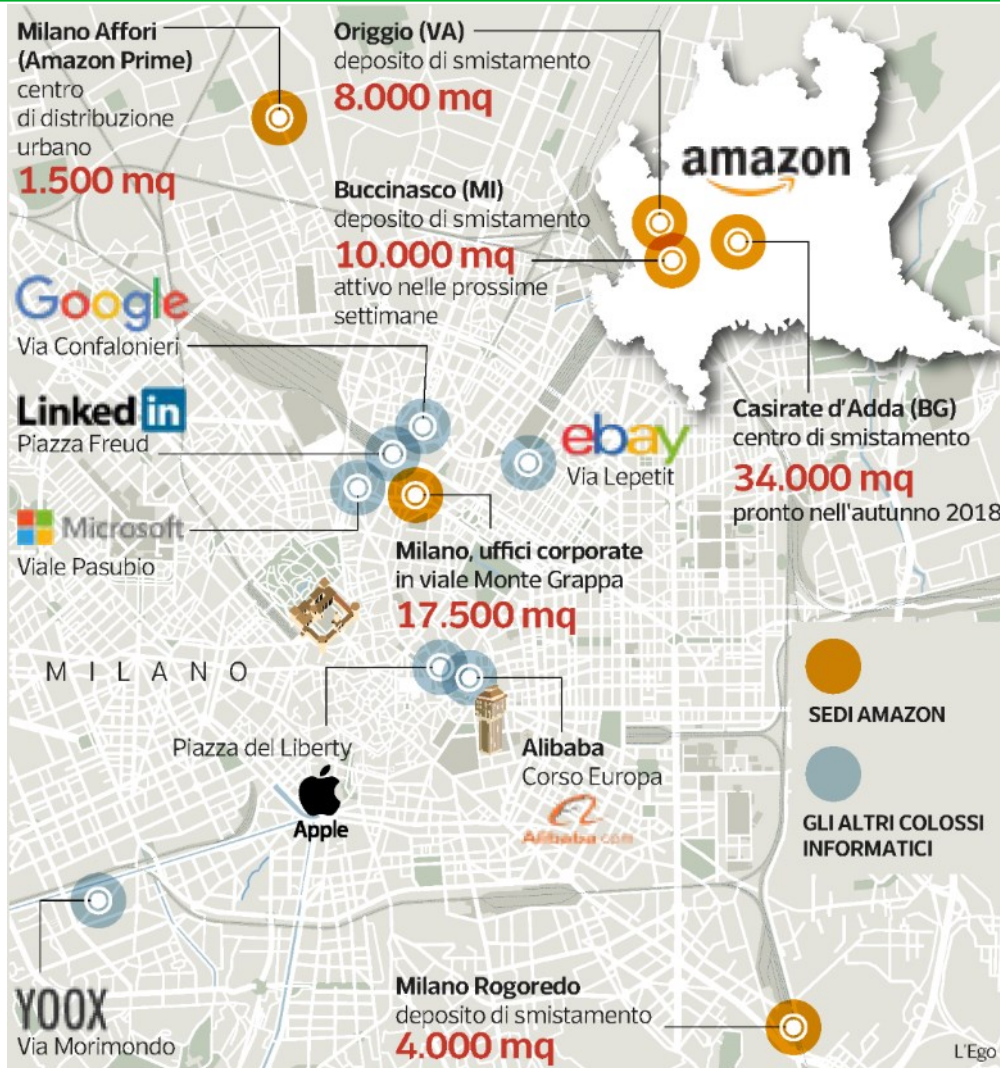 Milano Affori
(Amazon Prime)
centro
di distribuzione
urbano
1.500 mq
Origgio (VA)
deposito di smistamento
8.000 mq
Buccinasco (MI)
deposito di smistamento
10.000 mq
attivo nelle prossime
settimane
amazon
Google
Via Confalonieri
Linked in
Piazza Freud
Microsoft
Viale Pasubio
ebay
Via Lepetit
Casirate d'Adda (BG)
centro di smistamento
34.000 mq
pronto nell'autunno 2018
Milano, uffici corporate
in viale Monte Grappa
17.500 mq
MILANO
Piazza del Liberty
Apple
Alibaba
Corso Europa
Alibaba.com
SEDI AMAZON
GLI ALTRI COLOSSI
INFORMATICI
YOOX
Via Morimondo
Milano Rogoredo
deposito di smistamento
4.000 mq
L'Ego